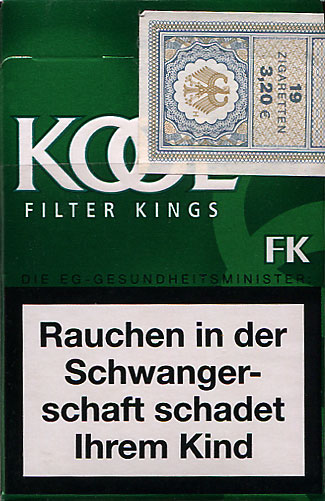 19
ZIGARETTEN
3,20 €
KOOL
FILTER KINGS
FK
DIE EG-GESUNDHEITSMINISTER:
Rauchen in der
Schwanger-
schaft schadet
Ihrem Kind